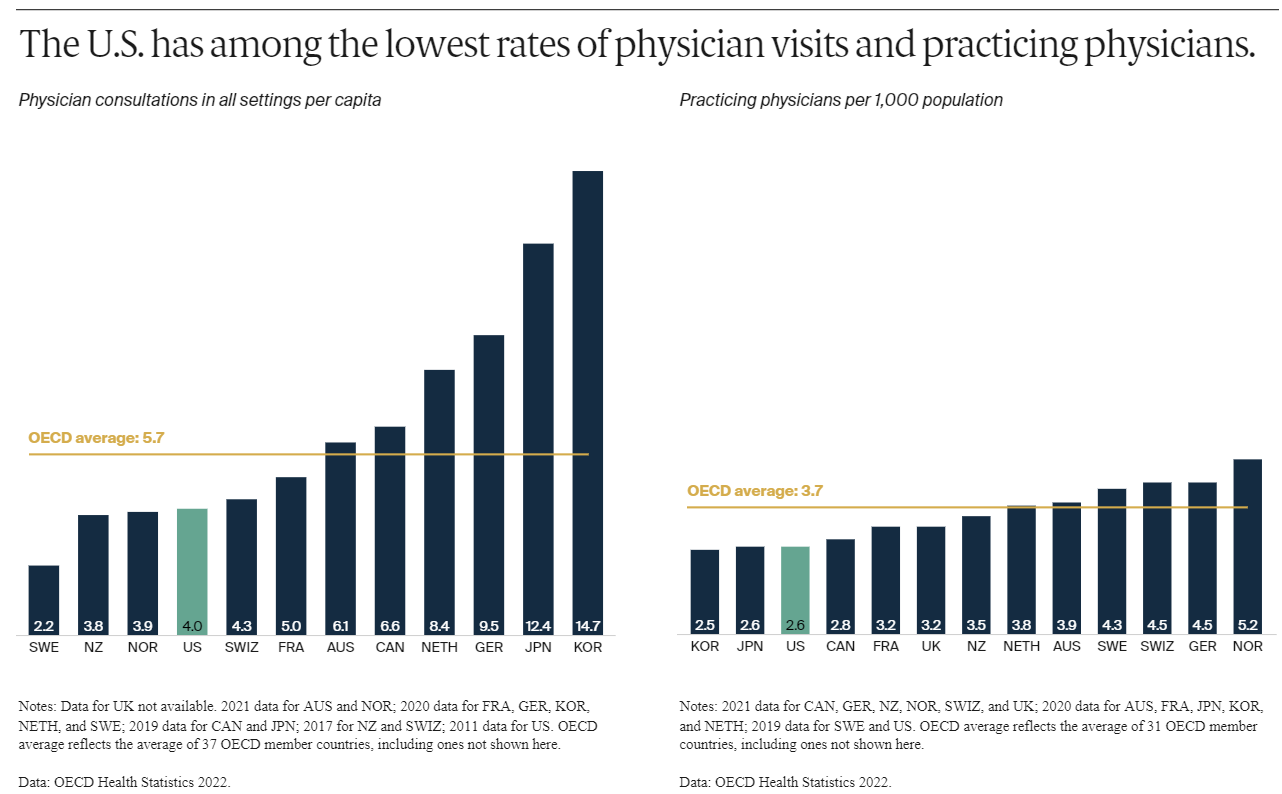 The U.S. has among the lowest rates of physician visits and practicing physicians.
Physician consultations in all settings per capita
OECD average: 5.7
2.2 3.8 3.9 4.0 4.3 5.0 6.1 6.6 8.4 9.5 12.4 14.7
SWE NZ NOR US SWIZ FRA AUS CAN NETH GER JPN KOR
Notes: Data for UK not available. 2021 data for AUS and NOR; 2020 data for FRA, GER, KOR,
NETH, and SWE; 2019 data for CAN and JPN; 2017 for NZ and SWIZ; 2011 data for US. OECD
average reflects the average of 37 OECD member countries, including ones not shown here.
Data: OECD Health Statistics 2022.
Practicing physicians per 1,000 population
OECD average: 3.7
2.5 2.6 2.6 2.8 3.2 3.2 3.5 3.8 3.9 4.3 4.5 4.5 5.2
KOR JPN US CAN FRA UK NZ NETH AUS SWE SWIZ GER NOR
Notes: 2021 data for CAN, GER, NZ, NOR, SWIZ, and UK; 2020 data for AUS, FRA, JPN, KOR,
and NETH; 2019 data for SWE and US. OECD average reflects the average of 31 OECD member
countries, including ones not shown here.
Data: OECD Health Statistics 2022.